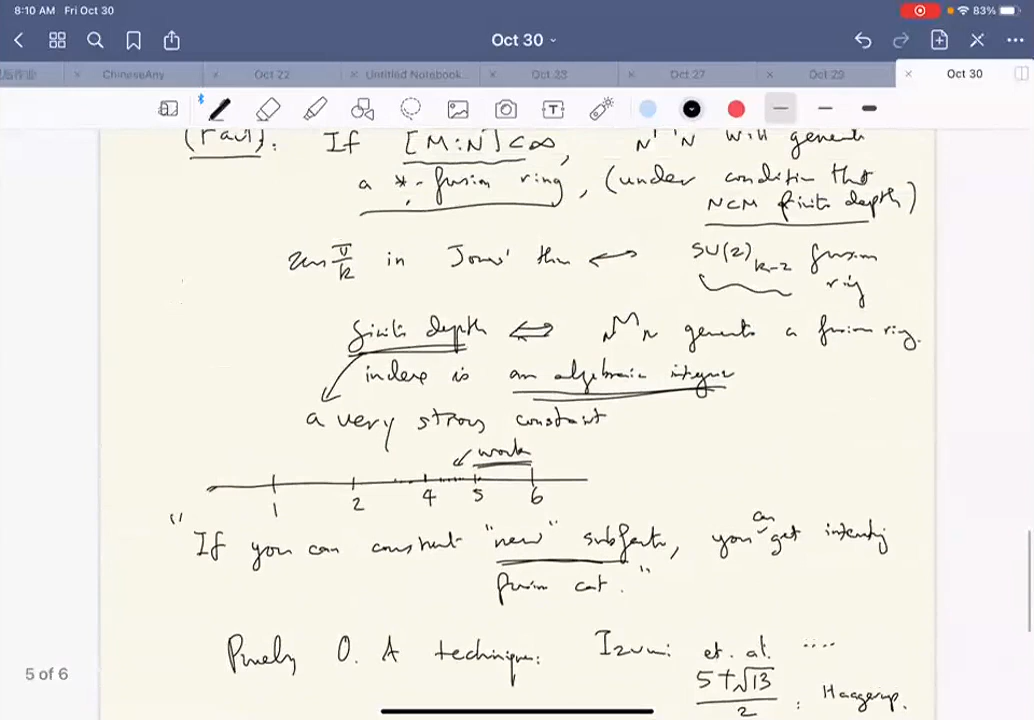 8:10 AM Fri Oct 30
83%
Oct 30
ChineseAny
Oct 22
Untitled Notebook...
Oct 23
Oct 27
Oct 29
Oct 30
T
If [M:N] < ∞, will generate
a *-fusion ring, (under condition that
N⊂M finite depth)
2cos π/k in Jones' thm ↔ SU(2)k-2 fusion
ring
finite depth ⇔ NMN generate a fusion ring.
index is an algebraic integer
a very strong constraint
work
1 2 4 5 6
"If you can construct "new" subfactor, you can get interesting
fusion cat."
Purely O. A technique: Izumi et. al. ....
5+√13/2 : Haagerup.
5 of 6